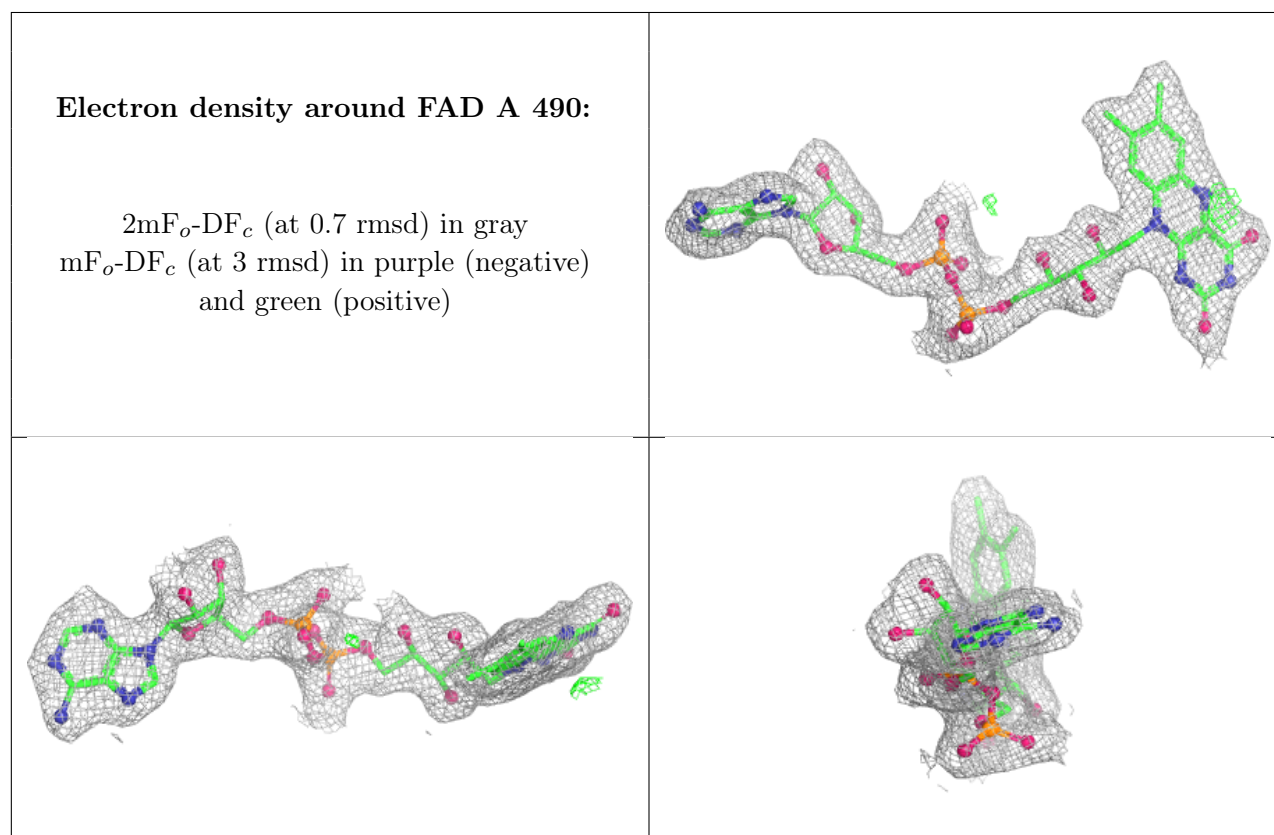 Electron density around FAD A 490:
2mFo-DFc (at 0.7 rmsd) in gray
mFo-DFc (at 3 rmsd) in purple (negative)
and green (positive)